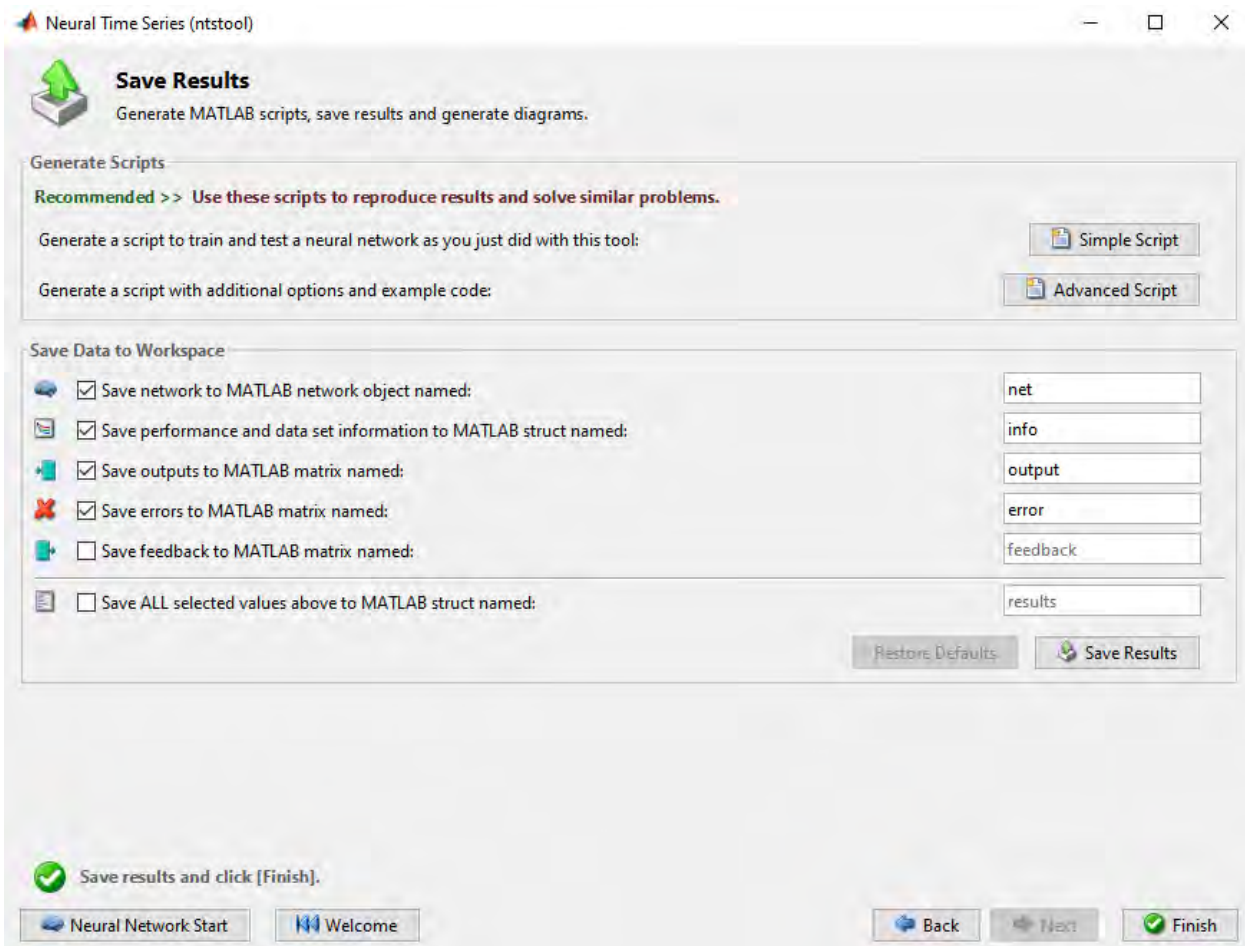 Neural Time Series (ntstool)
Save Results
Generate MATLAB scripts, save results and generate diagrams.
Generate Scripts
Recommended >> Use these scripts to reproduce results and solve similar problems.
Generate a script to train and test a neural network as you just did with this tool:
Simple Script
Generate a script with additional options and example code:
Advanced Script
Save Data to Workspace
Save network to MATLAB network object named:
net
Save performance and data set information to MATLAB struct named:
info
Save outputs to MATLAB matrix named:
output
Save errors to MATLAB matrix named:
error
Save feedback to MATLAB matrix named:
feedback
Save ALL selected values above to MATLAB struct named:
results
Restore Defaults
Save Results
Save results and click [Finish].
Neural Network Start
Welcome
Back
Next
Finish